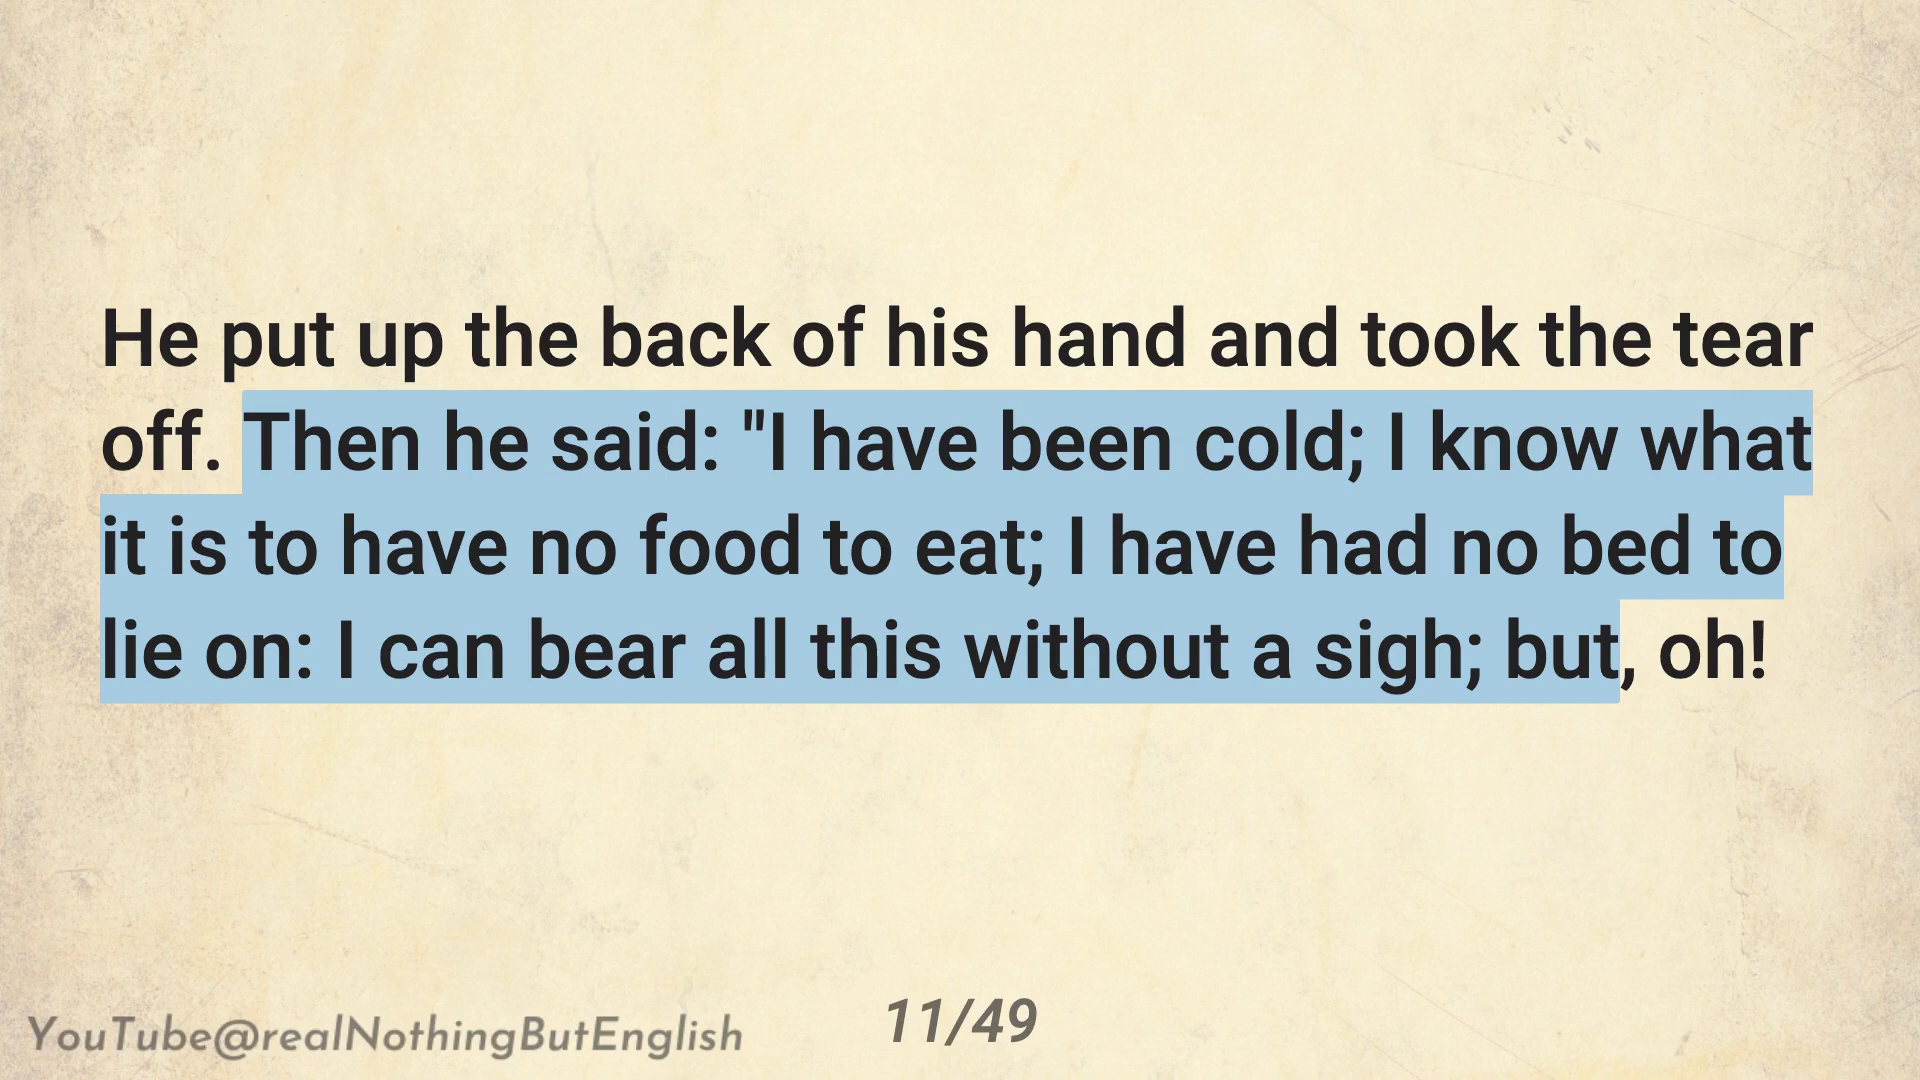 He put up the back of his hand and took the tear
off. Then he said: "I have been cold; I know what
it is to have no food to eat; I have had no bed to
lie on: I can bear all this without a sigh; but, oh!
YouTube@realNothingButEnglish
11/49